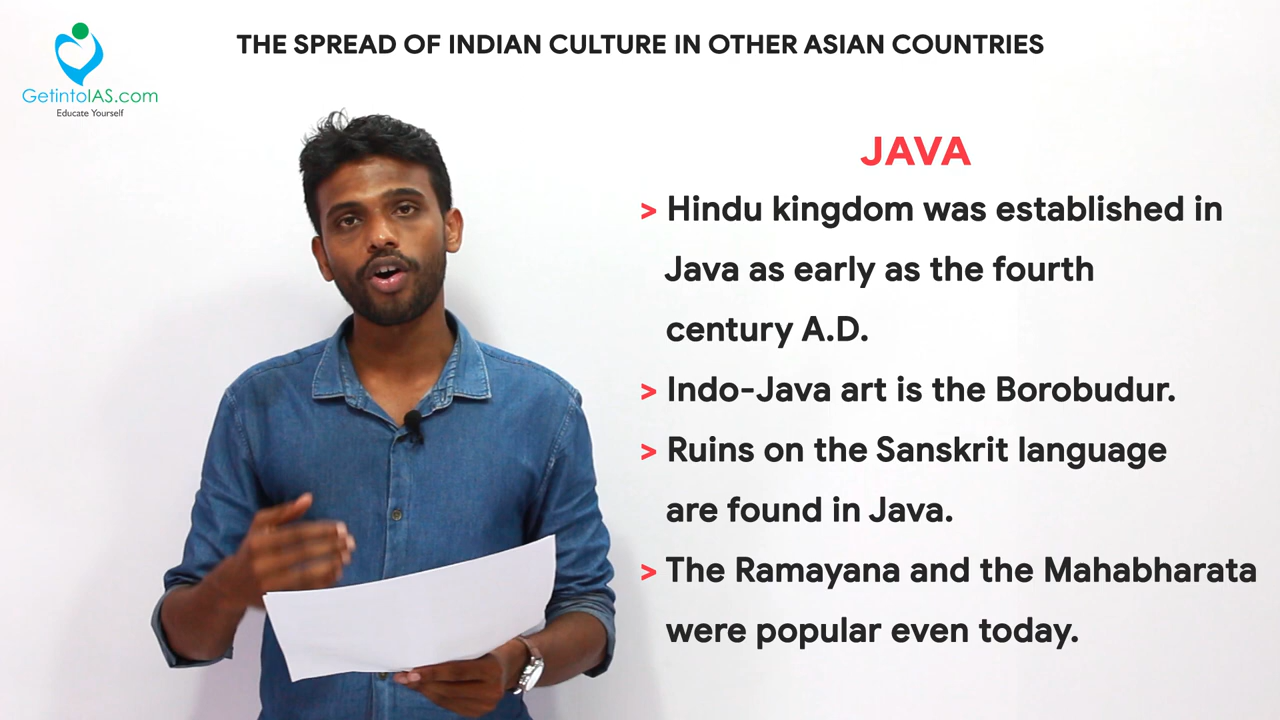 THE SPREAD OF INDIAN CULTURE IN OTHER ASIAN COUNTRIES
GetintoIAS.com
Educate Yourself
JAVA
> Hindu kingdom was established in
Java as early as the fourth
century A.D.
> Indo-Java art is the Borobudur.
> Ruins on the Sanskrit language
are found in Java.
> The Ramayana and the Mahabharata
were popular even today.